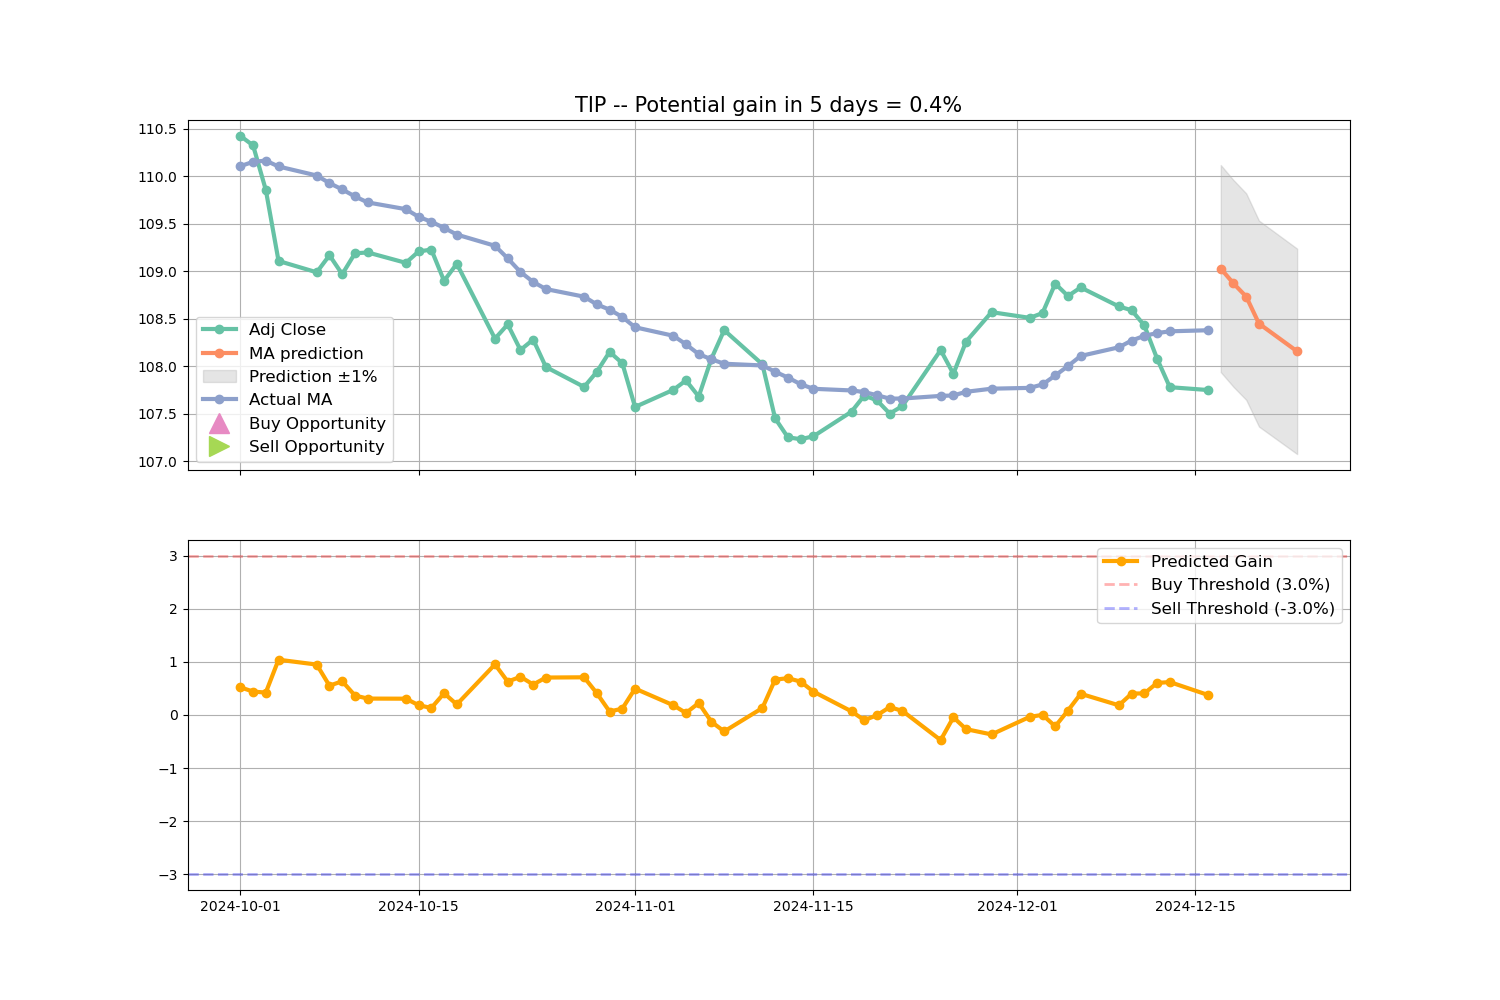 TIP -- Potential gain in 5 days = 0.4%
110.5
110.0
109.5
109.0
108.5
108.0
107.5
107.0
Adj Close
MA prediction
Prediction ±1%
Actual MA
Buy Opportunity
Sell Opportunity
3
2
1
0
−1
−2
−3
Predicted Gain
Buy Threshold (3.0%)
Sell Threshold (-3.0%)
2024-10-01
2024-10-15
2024-11-01
2024-11-15
2024-12-01
2024-12-15